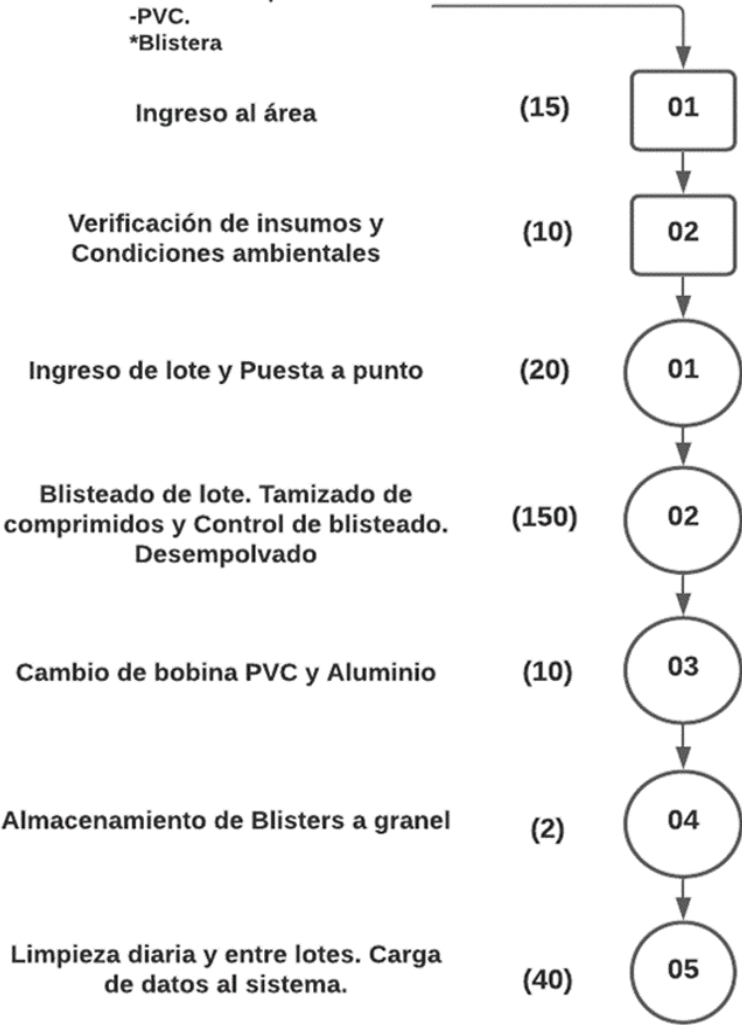 -PVC.
*Blistera
Ingreso al área
(15)
01
Verificación de insumos y
Condiciones ambientales
(10)
02
Ingreso de lote y Puesta a punto
(20)
01
Blisteado de lote. Tamizado de
comprimidos y Control de blisteado.
Desempolvado
(150)
02
Cambio de bobina PVC y Aluminio
(10)
03
Almacenamiento de Blisters a granel
(2)
04
Limpieza diaria y entre lotes. Carga
de datos al sistema.
(40)
05